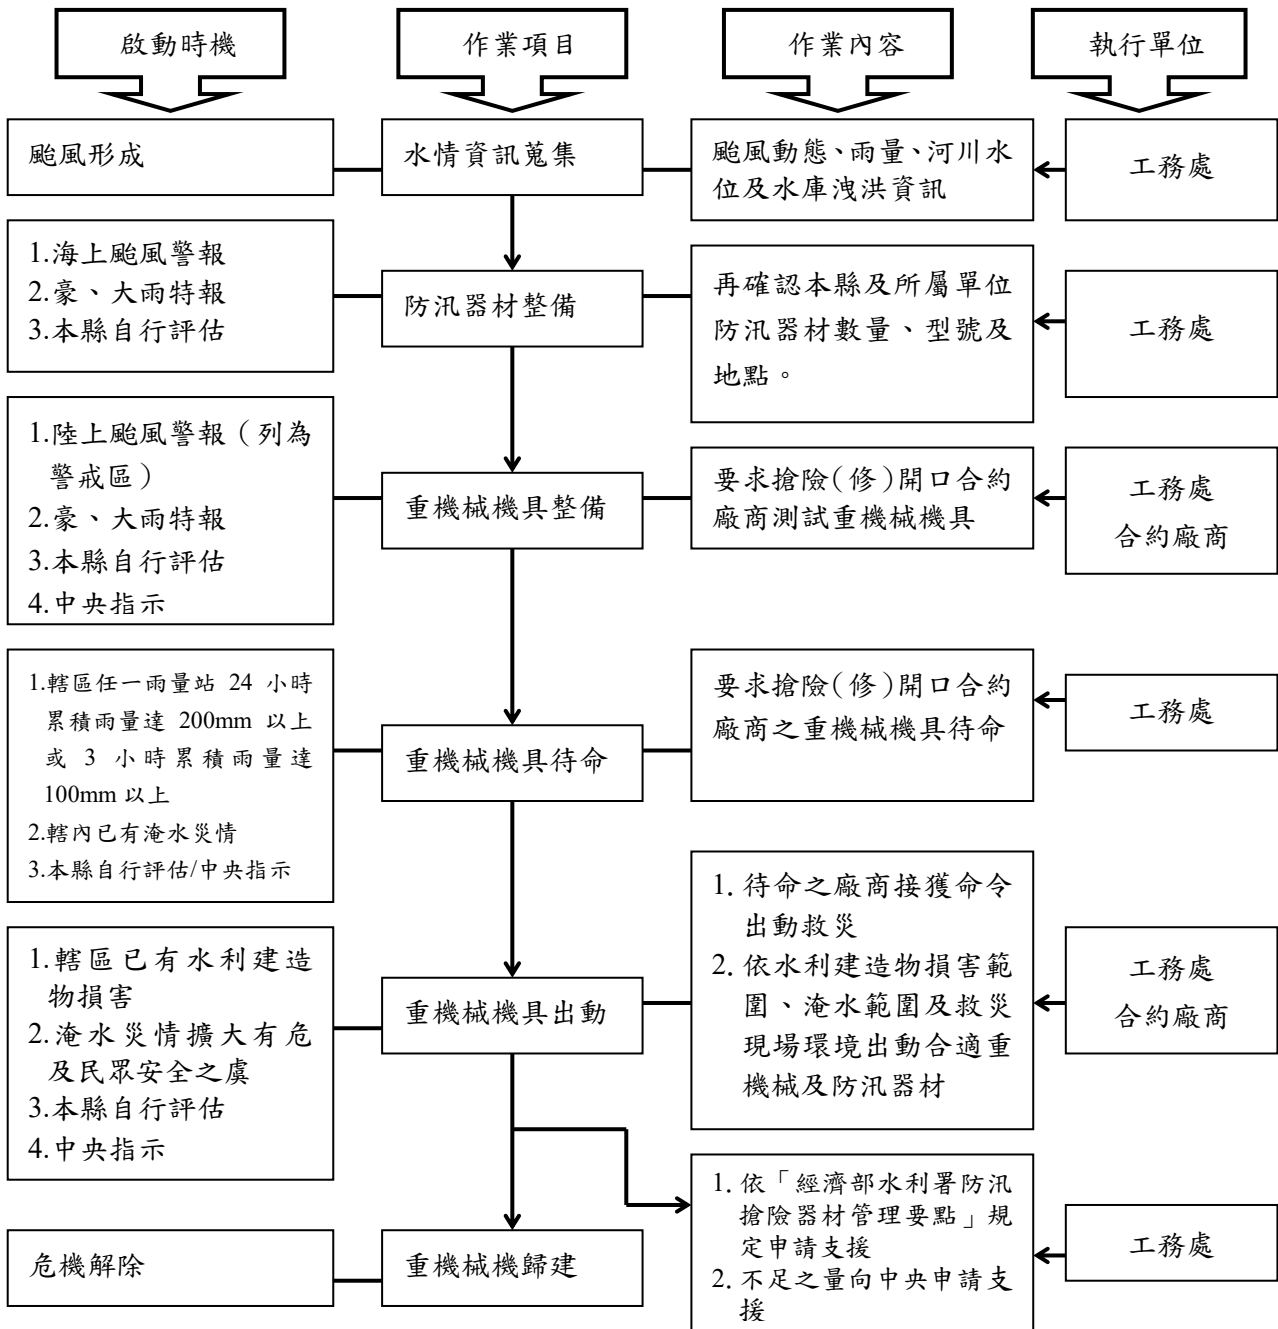 啟動時機
作業項目
作業內容
執行單位
颱風形成
水情資訊蒐集
颱風動態、雨量、河川水
位及水庫洩洪資訊
工務處
1.海上颱風警報
2.豪、大雨特報
3.本縣自行評估
防汛器材整備
再確認本縣及所屬單位
防汛器材數量、型號及
地點。
工務處
1.陸上颱風警報（列為
警戒區）
2.豪、大雨特報
3.本縣自行評估
4.中央指示
重機械機具整備
要求搶險(修)開口合約
廠商測試重機械機具
工務處
合約廠商
1.轄區任一雨量站 24 小時
累積雨量達 200mm 以上
或 3 小時累積雨量達
100mm 以上
2.轄內已有淹水災情
3.本縣自行評估/中央指示
重機械機具待命
要求搶險(修)開口合約
廠商之重機械機具待命
工務處
1.轄區已有水利建造
物損害
2.淹水災情擴大有危
及民眾安全之虞
3.本縣自行評估
4.中央指示
重機械機具出動
1. 待命之廠商接獲命令
出動救災
2. 依水利建造物損害範
圍、淹水範圍及救災
現場環境出動合適重
機械及防汛器材
工務處
合約廠商
危機解除
重機械機歸建
1. 依「經濟部水利署防汛
搶險器材管理要點」規
定申請支援
2. 不足之量向中央申請支
援
工務處